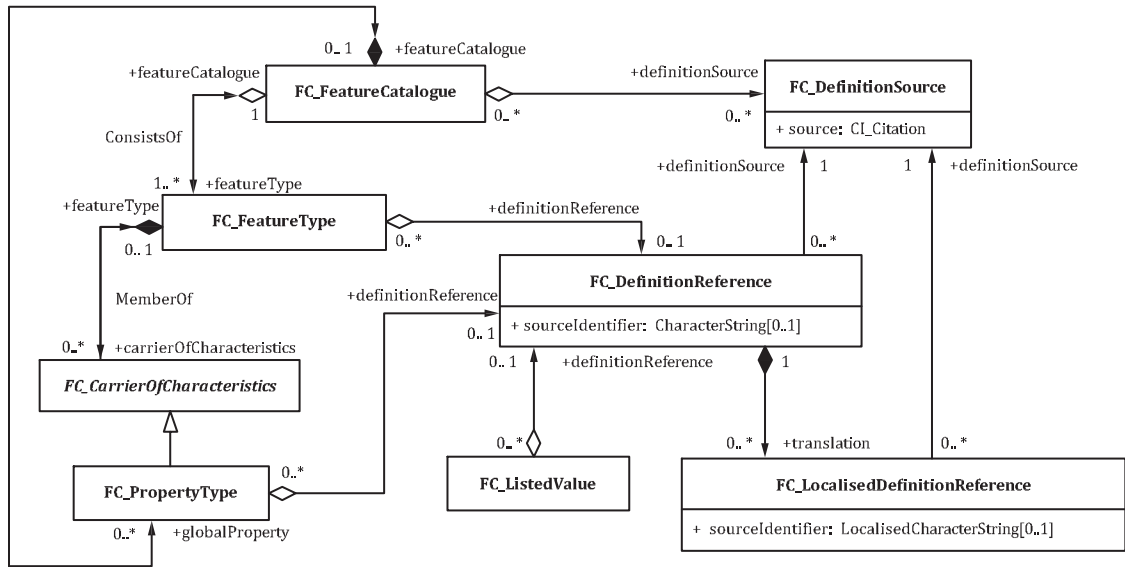 0.. 1
+featureCatalogue
+featureCatalogue
FC_FeatureCatalogue
1
0.. *
+definitionSource
0.. *
FC_DefinitionSource
+ source: CI_Citation
ConsistsOf
+definitionSource
1
1
+definitionSource
1.. *
+featureType
+featureType
FC_FeatureType
0.. 1
0.. *
+definitionReference
0.. 1
0.. *
FC_DefinitionReference
+ sourceIdentifier: CharacterString[0..1]
MemberOf
+definitionReference
0.. 1
0..*
+carrierOfCharacteristics
0.. 1
+definitionReference
1
FC_CarrierOfCharacteristics
0.. *
0.. *
+translation
0.. *
FC_PropertyType
0..*
FC_ListedValue
FC_LocalisedDefinitionReference
+ sourceIdentifier: LocalisedCharacterString[0..1]
0.. *
+globalProperty